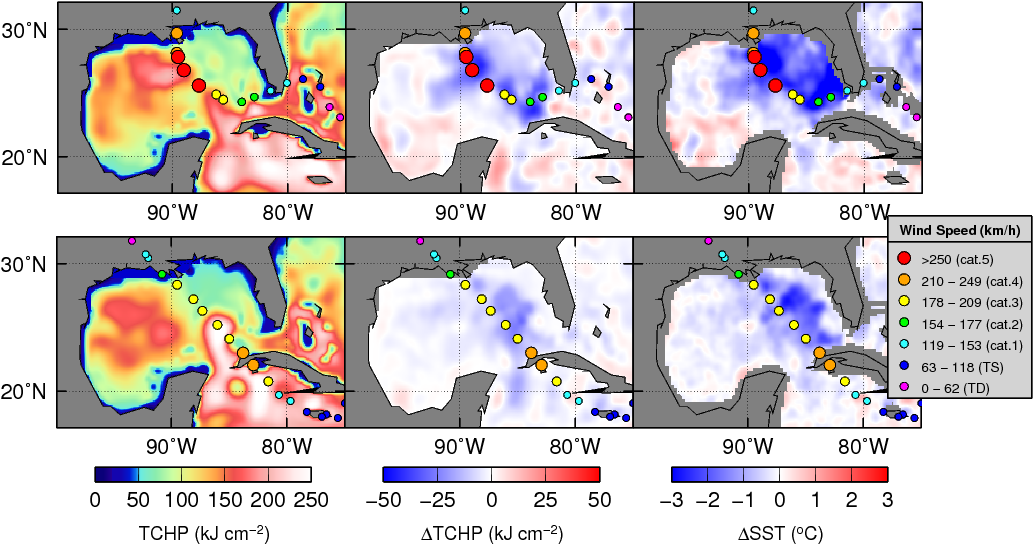 30°N
20°N
90°W 80°W 90°W 80°W 90°W 80°W
30°N
20°N
90°W 80°W 90°W 80°W 90°W 80°W
Wind Speed (km/h)
>250 (cat.5)
210 – 249 (cat.4)
178 – 209 (cat.3)
154 – 177 (cat.2)
119 – 153 (cat.1)
63 – 118 (TS)
0 – 62 (TD)
0 50 100 150 200 250
TCHP (kJ cm⁻²)
−50 −25 0 25 50
ΔTCHP (kJ cm⁻²)
−3 −2 −1 0 1 2 3
ΔSST (°C)